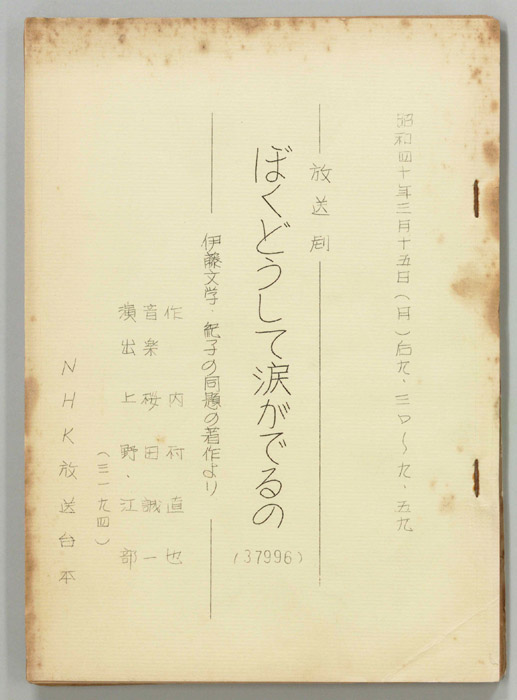 昭和四十年三月十五日(月)后九・三〇〜九・五九
放送劇
ぼくどうして涙がでるの
(37996)
伊藤文学・紀子の同題の著作より
作 内村直也
音楽 桜田誠一
演出 上野・江部
(三一九四)
NHK放送台本